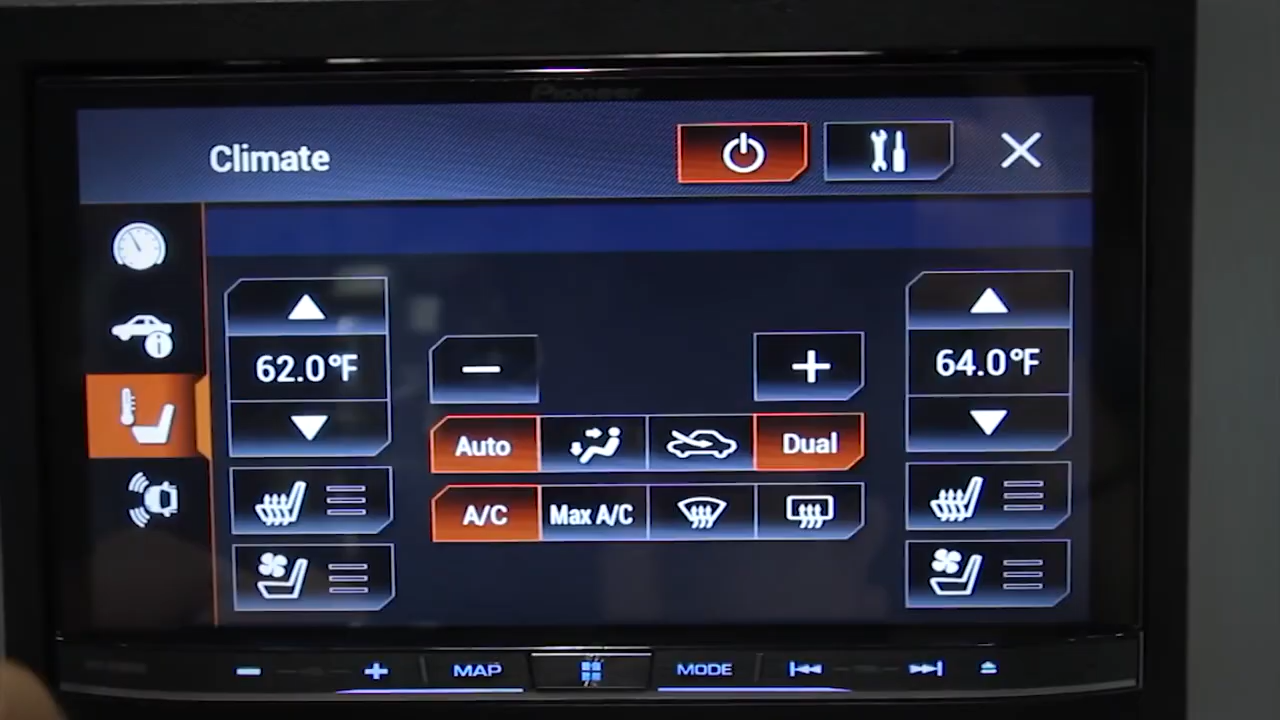 Pioneer
Climate
62.0°F
64.0°F
Auto
Dual
A/C
Max A/C
MAP
MODE